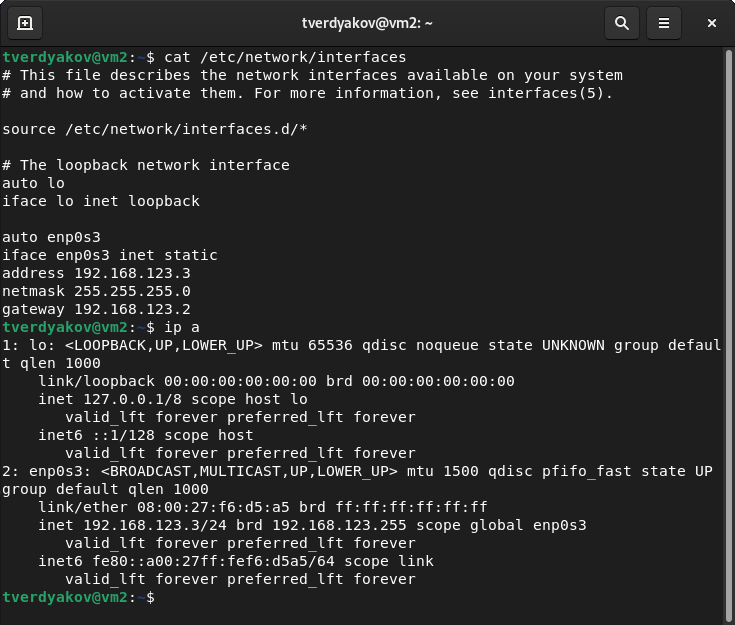 tverdyakov@vm2: ~
tverdyakov@vm2:~$ cat /etc/network/interfaces
# This file describes the network interfaces available on your system
# and how to activate them. For more information, see interfaces(5).
source /etc/network/interfaces.d/*
# The loopback network interface
auto lo
iface lo inet loopback
auto enp0s3
iface enp0s3 inet static
address 192.168.123.3
netmask 255.255.255.0
gateway 192.168.123.2
tverdyakov@vm2:~$ ip a
1: lo: <LOOPBACK,UP,LOWER_UP> mtu 65536 qdisc noqueue state UNKNOWN group defaul
t qlen 1000
    link/loopback 00:00:00:00:00:00 brd 00:00:00:00:00:00
    inet 127.0.0.1/8 scope host lo
       valid_lft forever preferred_lft forever
    inet6 ::1/128 scope host
       valid_lft forever preferred_lft forever
2: enp0s3: <BROADCAST,MULTICAST,UP,LOWER_UP> mtu 1500 qdisc pfifo_fast state UP
group default qlen 1000
    link/ether 08:00:27:f6:d5:a5 brd ff:ff:ff:ff:ff:ff
    inet 192.168.123.3/24 brd 192.168.123.255 scope global enp0s3
       valid_lft forever preferred_lft forever
    inet6 fe80::a00:27ff:fef6:d5a5/64 scope link
       valid_lft forever preferred_lft forever
tverdyakov@vm2:~$